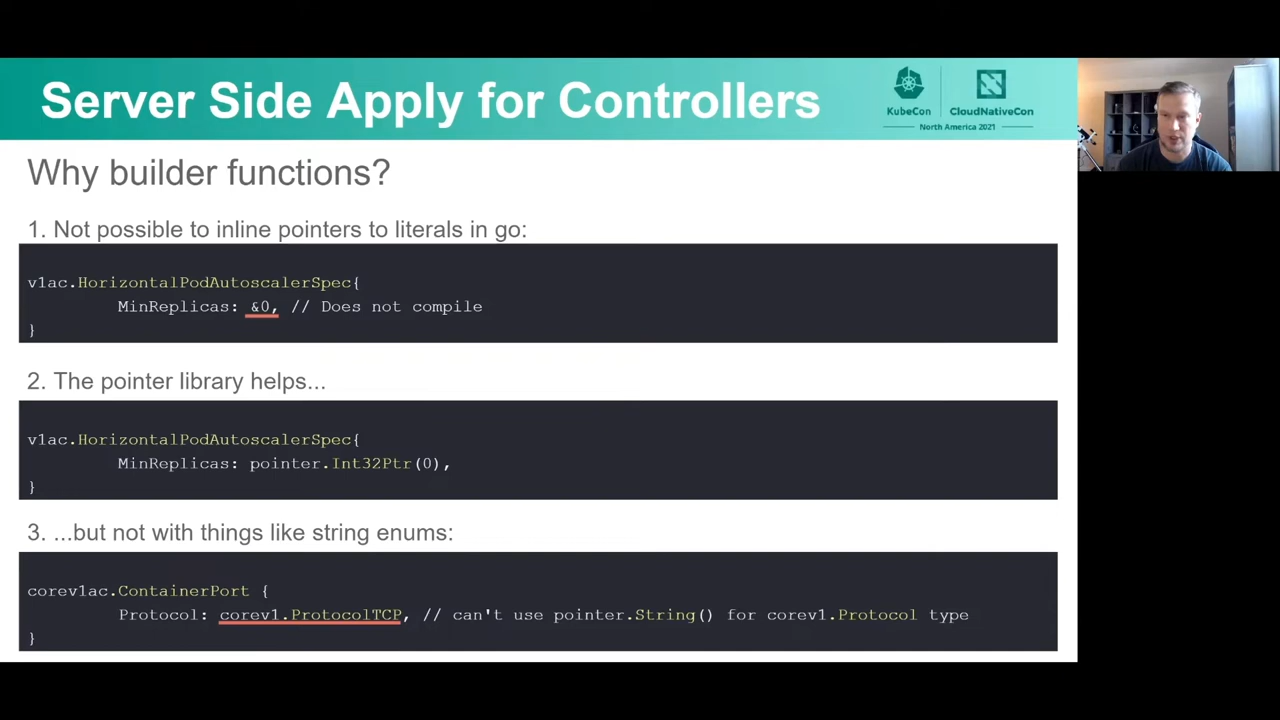 Server Side Apply for Controllers
KubeCon
CloudNativeCon
North America 2021
Why builder functions?
1. Not possible to inline pointers to literals in go:
v1ac.HorizontalPodAutoscalerSpec{
MinReplicas: &0, // Does not compile
}
2. The pointer library helps...
v1ac.HorizontalPodAutoscalerSpec{
MinReplicas: pointer.Int32Ptr(0),
}
3. ...but not with things like string enums:
corev1ac.ContainerPort {
Protocol: corev1.ProtocolTCP, // can't use pointer.String() for corev1.Protocol type
}